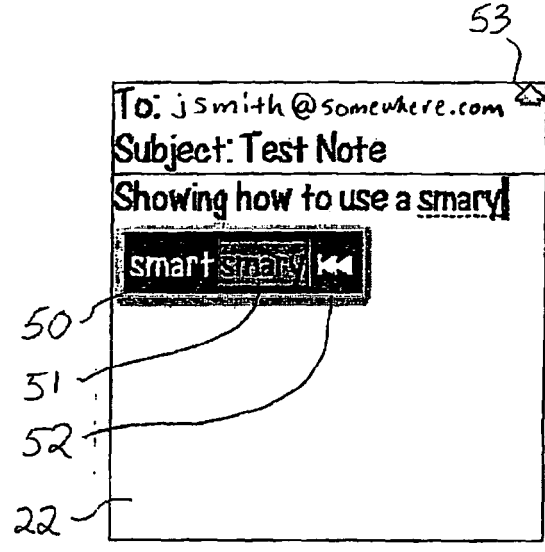 53
To: jsmith@somewhere.com
Subject: Test Note
Showing how to use a smary
smart smary
50
51
52
22